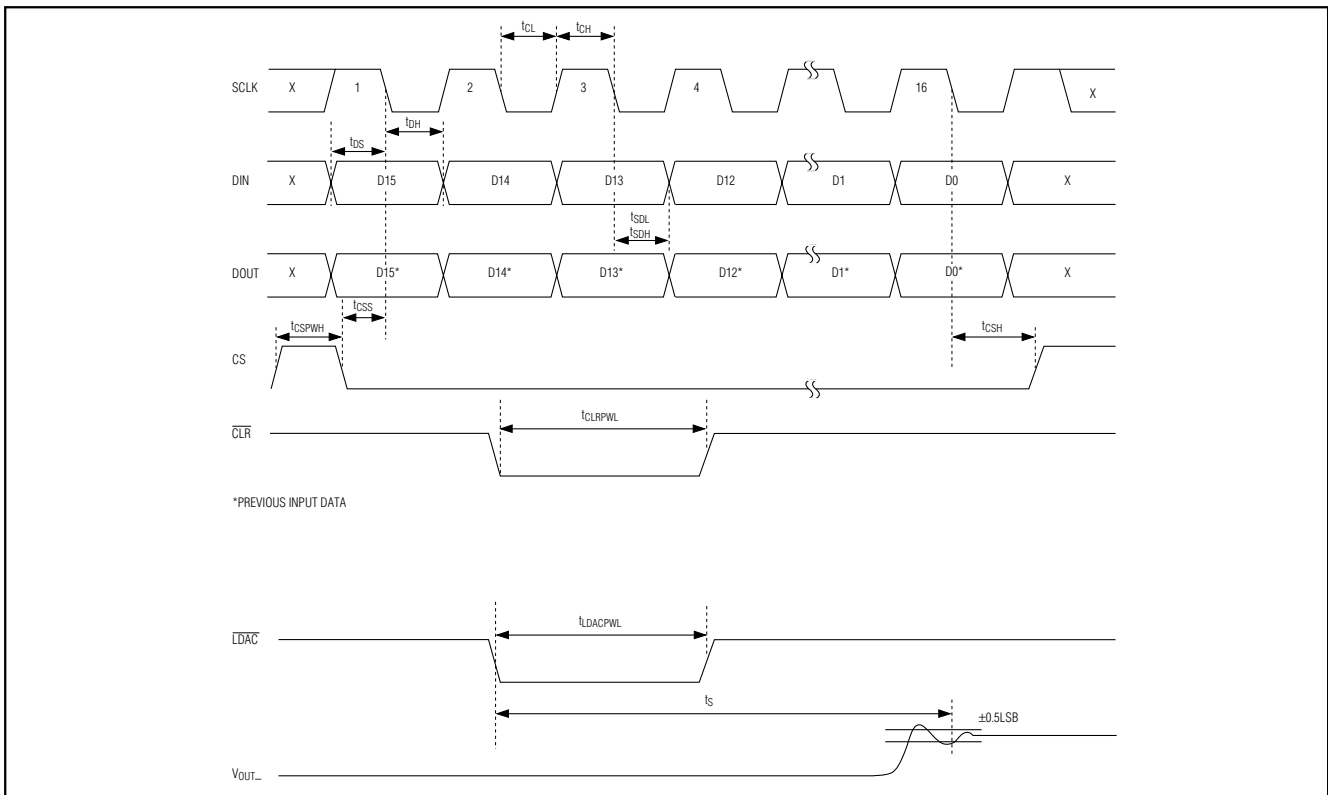 tCL tCH
SCLK X 1 2 3 4 16 X
tDH
tDS
DIN X D15 D14 D13 D12 D1 D0 X
tSDL
tSDH
DOUT X D15* D14* D13* D12* D1* D0* X
tCSS
tCSPWH tCSH
CS
tCLRPWL
CLR
*PREVIOUS INPUT DATA
tLDACPWL
LDAC
tS
±0.5LSB
VOUT_